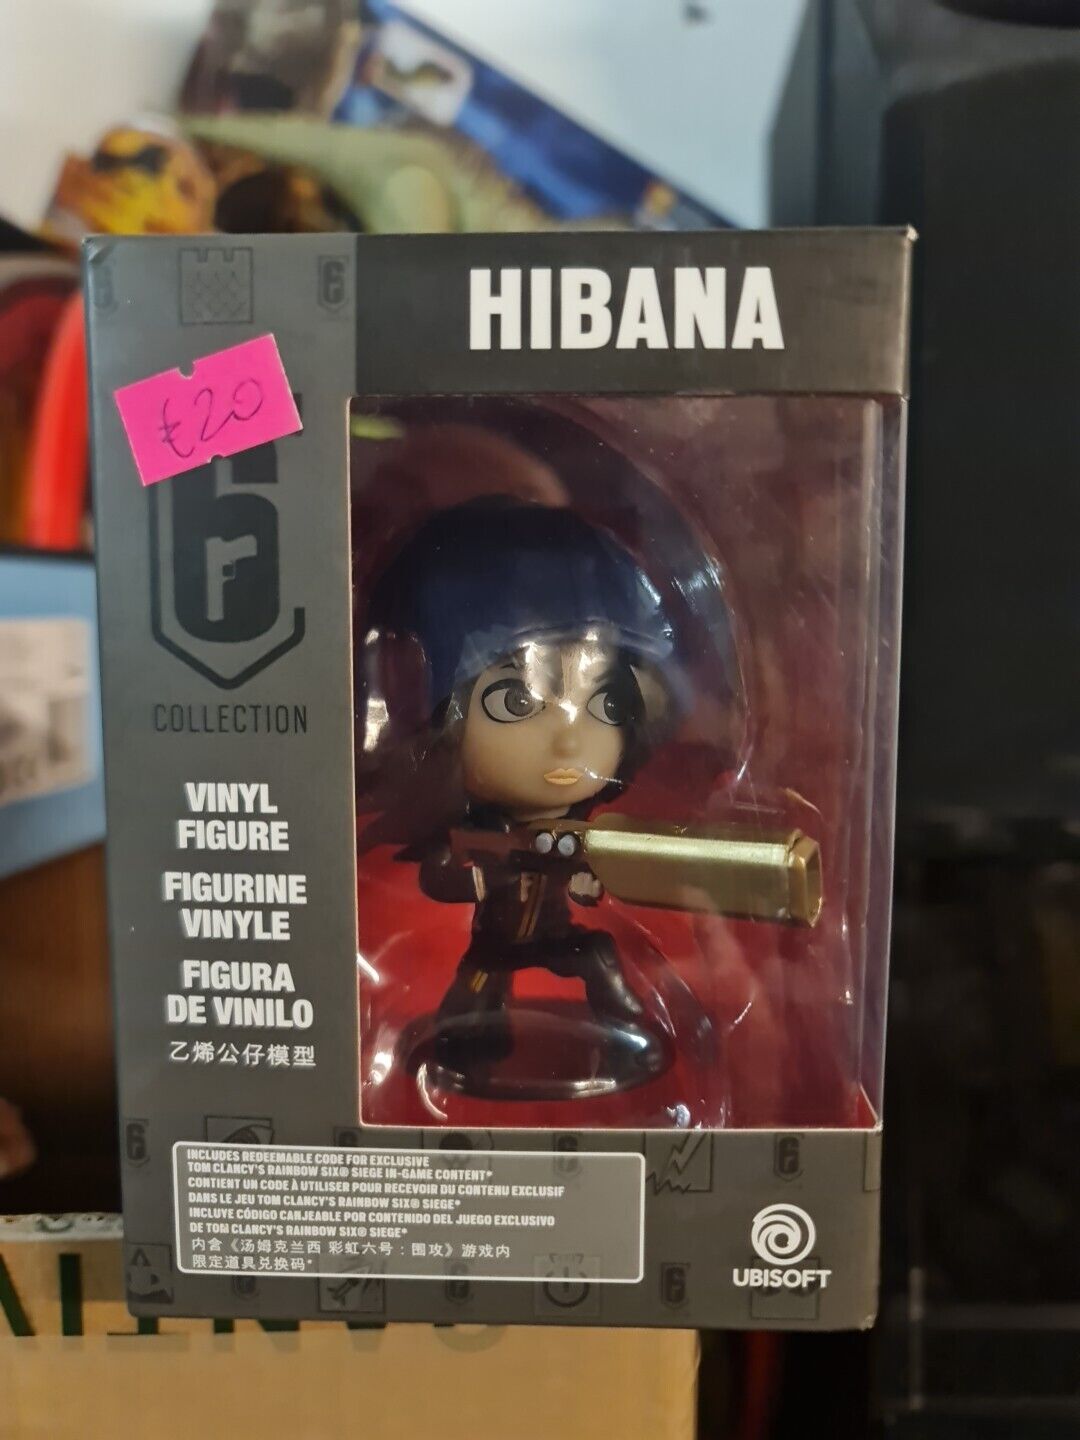 HIBANA
£20
6
COLLECTION
VINYL
FIGURE
FIGURINE
VINYLE
FIGURA
DE VINILO
乙烯公仔模型
INCLUDES REDEEMABLE CODE FOR EXCLUSIVE
TOM CLANCY'S RAINBOW SIX® SIEGE IN-GAME CONTENT*
CONTIENT UN CODE À UTILISER POUR RECEVOIR DU CONTENU EXCLUSIF
DANS LE JEU TOM CLANCY'S RAINBOW SIX® SIEGE*
INCLUYE CÓDIGO CANJEABLE POR CONTENIDO DEL JUEGO EXCLUSIVO
DE TOM CLANCY'S RAINBOW SIX® SIEGE*
内含《汤姆克兰西 彩虹六号：围攻》游戏内
限定道具兑换码*
UBISOFT